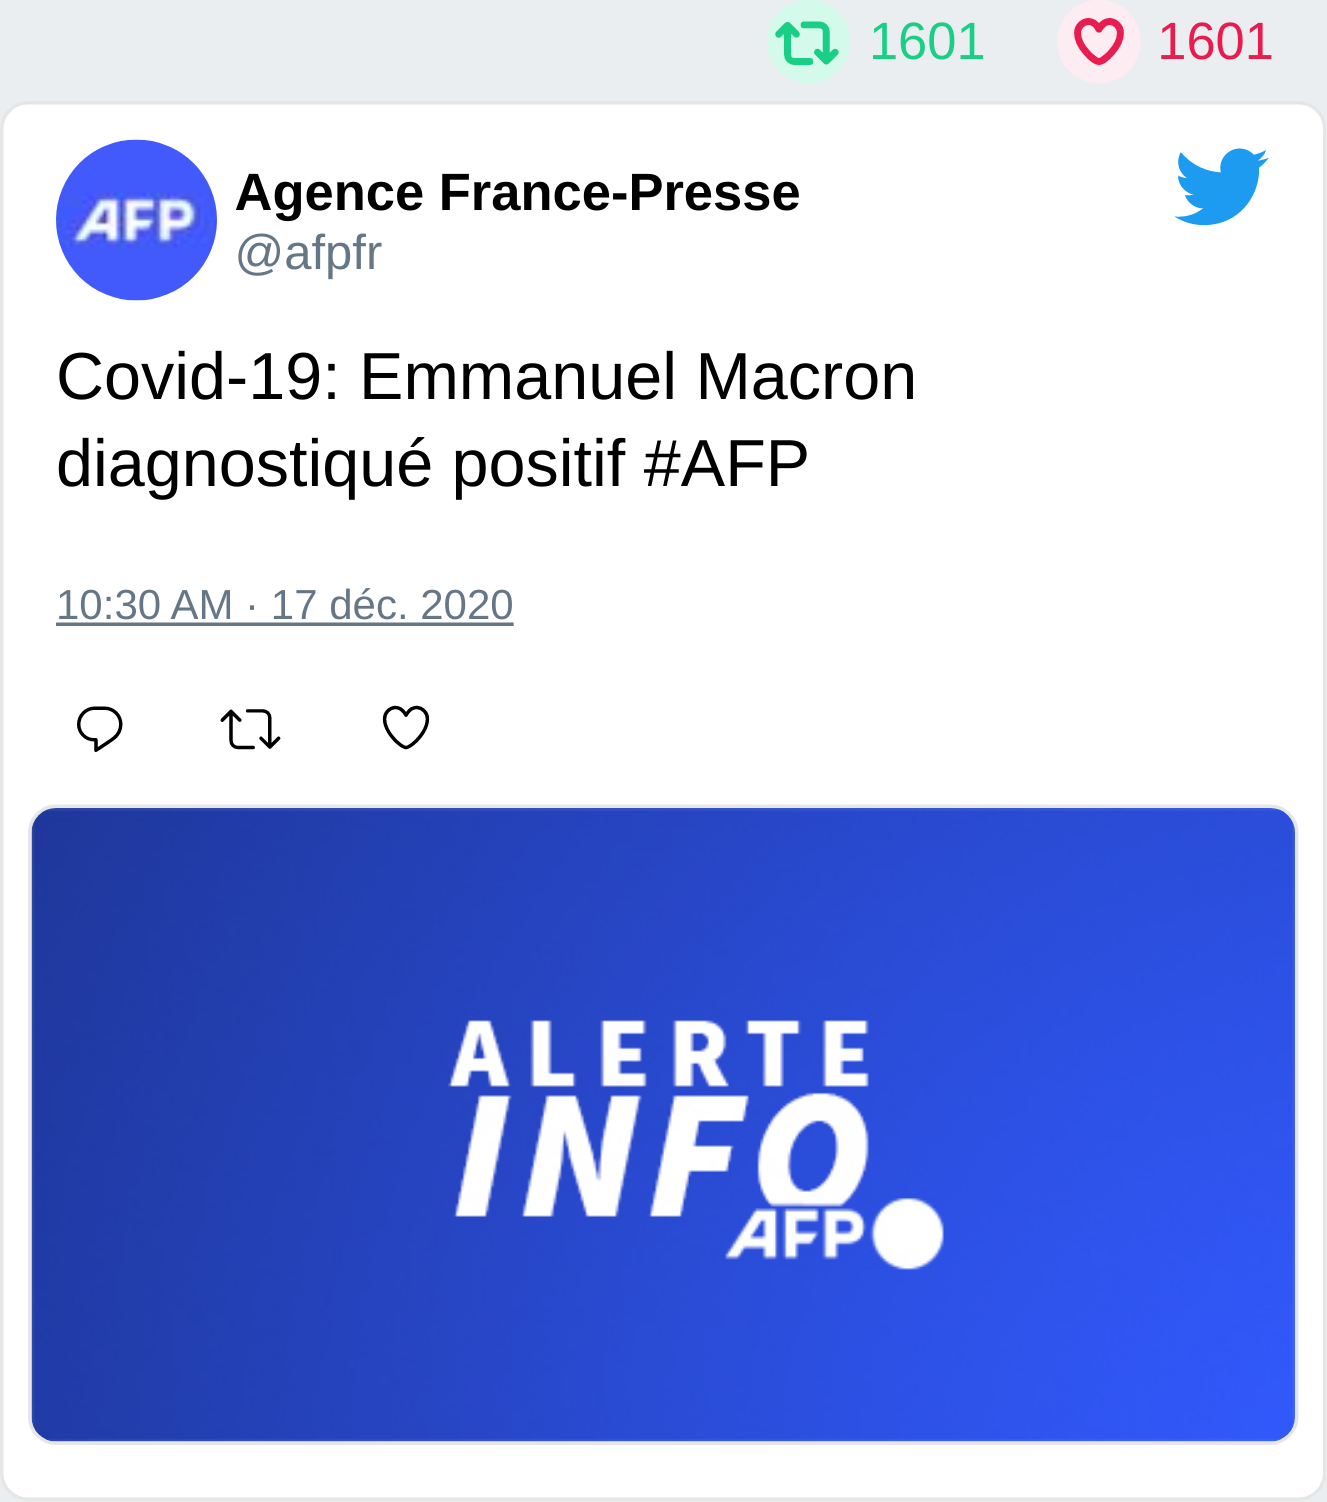 1601 1601
AFP
Agence France-Presse
@afpfr
Covid-19: Emmanuel Macron
diagnostiqué positif #AFP
10:30 AM · 17 déc. 2020
ALERTE
INFO
AFP